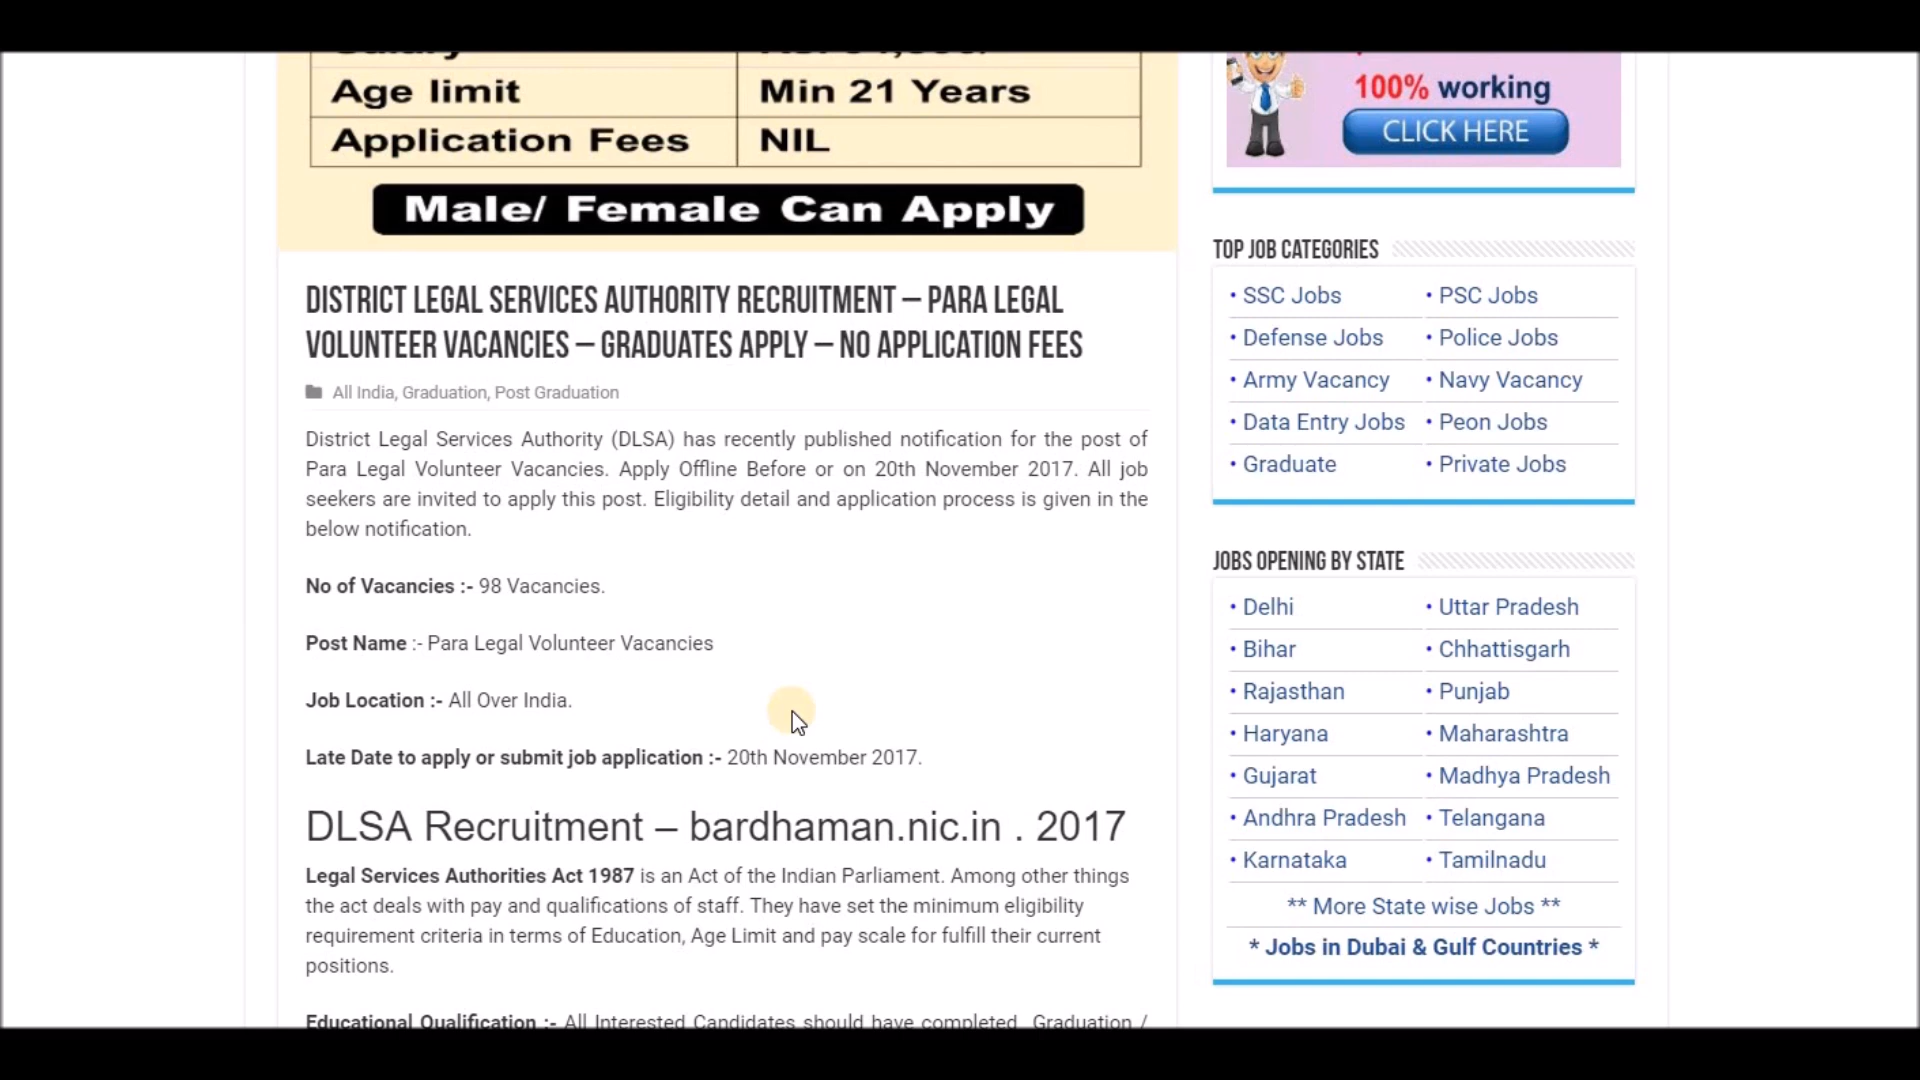 Age limit Min 21 Years
Application Fees NIL
Male/ Female Can Apply
DISTRICT LEGAL SERVICES AUTHORITY RECRUITMENT – PARA LEGAL
VOLUNTEER VACANCIES – GRADUATES APPLY – NO APPLICATION FEES
All India, Graduation, Post Graduation
District Legal Services Authority (DLSA) has recently published notification for the post of
Para Legal Volunteer Vacancies. Apply Offline Before or on 20th November 2017. All job
seekers are invited to apply this post. Eligibility detail and application process is given in the
below notification.
No of Vacancies :- 98 Vacancies.
Post Name :- Para Legal Volunteer Vacancies
Job Location :- All Over India.
Late Date to apply or submit job application :- 20th November 2017.
DLSA Recruitment – bardhaman.nic.in . 2017
Legal Services Authorities Act 1987 is an Act of the Indian Parliament. Among other things
the act deals with pay and qualifications of staff. They have set the minimum eligibility
requirement criteria in terms of Education, Age Limit and pay scale for fulfill their current
positions.
Educational Qualification :- All Interested Candidates should have completed Graduation /
100% working
CLICK HERE
TOP JOB CATEGORIES
• SSC Jobs • PSC Jobs
• Defense Jobs • Police Jobs
• Army Vacancy • Navy Vacancy
• Data Entry Jobs • Peon Jobs
• Graduate • Private Jobs
JOBS OPENING BY STATE
• Delhi • Uttar Pradesh
• Bihar • Chhattisgarh
• Rajasthan • Punjab
• Haryana • Maharashtra
• Gujarat • Madhya Pradesh
• Andhra Pradesh • Telangana
• Karnataka • Tamilnadu
** More State wise Jobs **
* Jobs in Dubai & Gulf Countries *